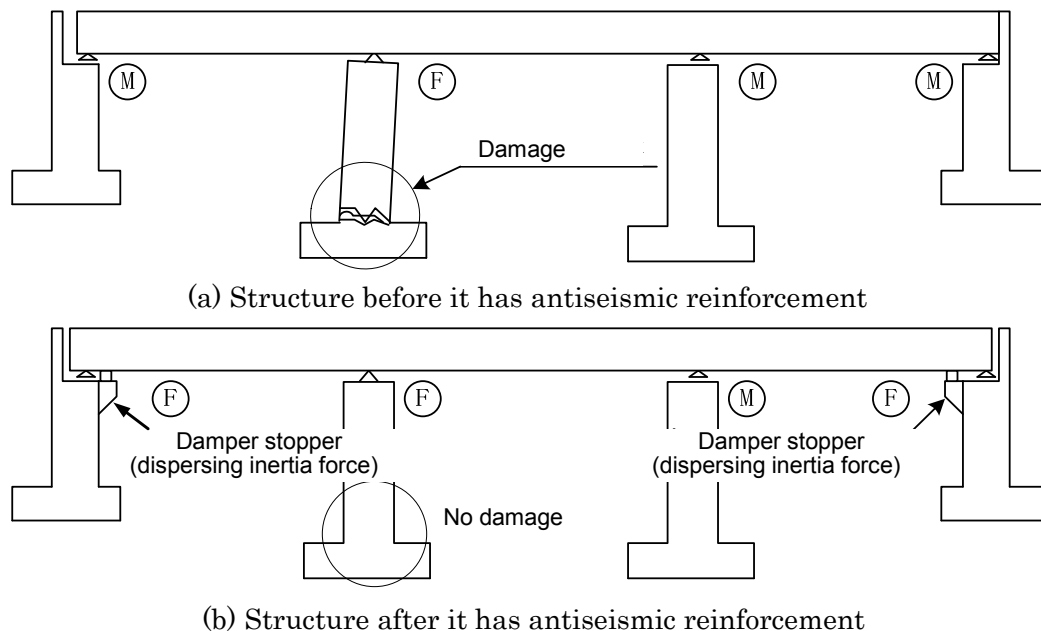 M
F
M
M
Damage
(a) Structure before it has antiseismic reinforcement
F
F
M
F
Damper stopper
(dispersing inertia force)
Damper stopper
(dispersing inertia force)
No damage
(b) Structure after it has antiseismic reinforcement